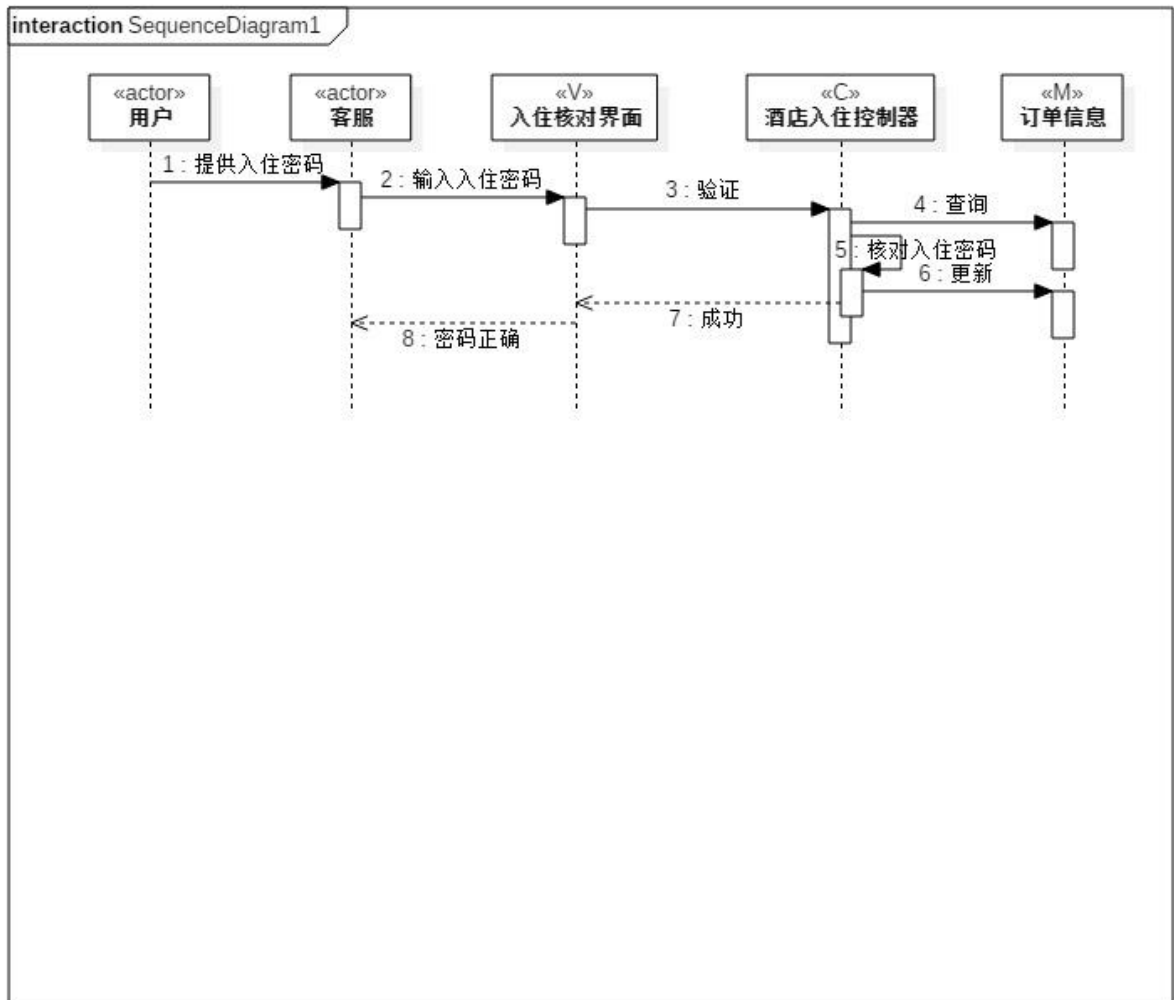 interaction SequenceDiagram1
«actor»
用户
«actor»
客服
«V»
入住核对界面
«C»
酒店入住控制器
«M»
订单信息
1 : 提供入住密码
2 : 输入入住密码
3 : 验证
4 : 查询
5 : 核对入住密码
6 : 更新
7 : 成功
8 : 密码正确